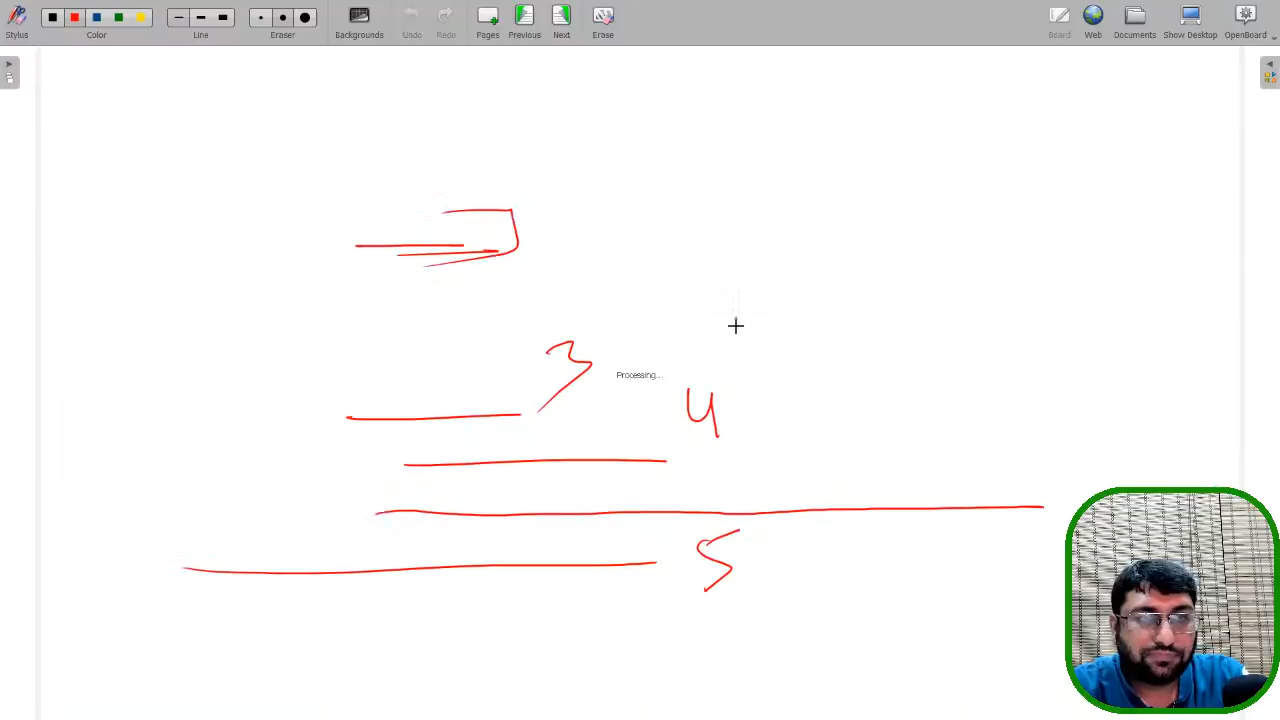 Stylus Color Line Eraser Backgrounds Undo Redo Pages Previous Next Erase Board Web Documents Show Desktop OpenBoard
3
Processing...
4
5